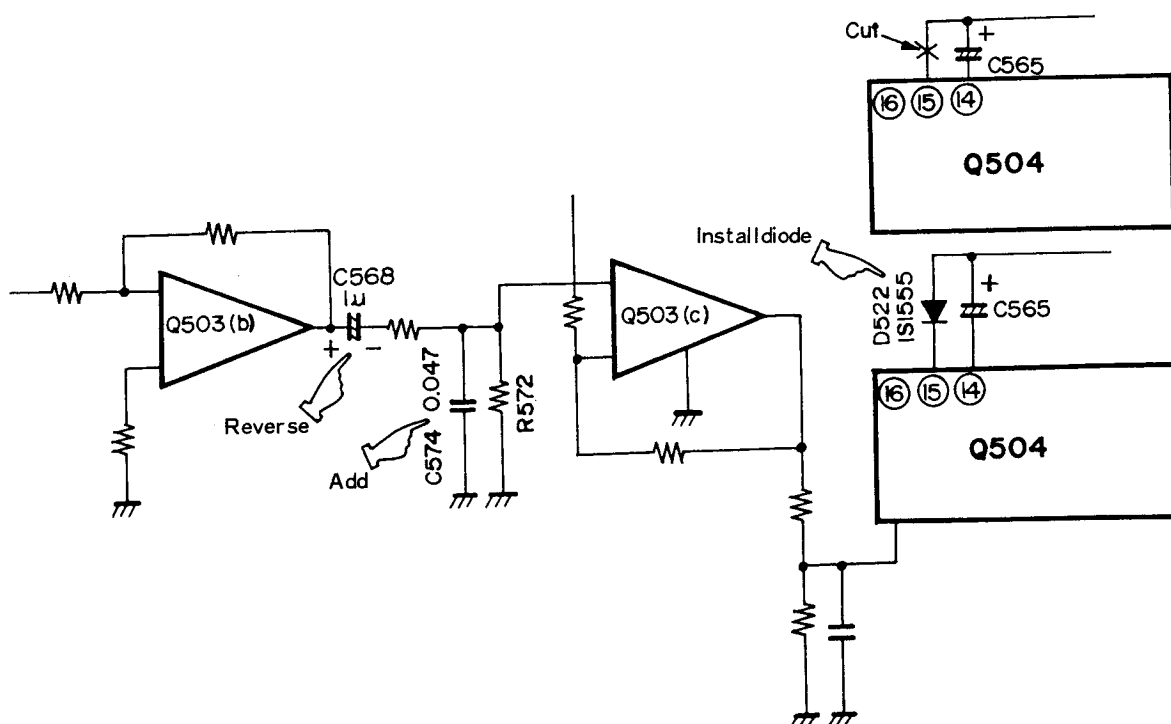 Cut
+
C565
16 15 14
Q504
Install diode
D522
1S1555
+
C565
16 15 14
Q504
C568
1μ
Q503(b)
+ -
Reverse
Add
C574 0.047
R572
Q503(c)